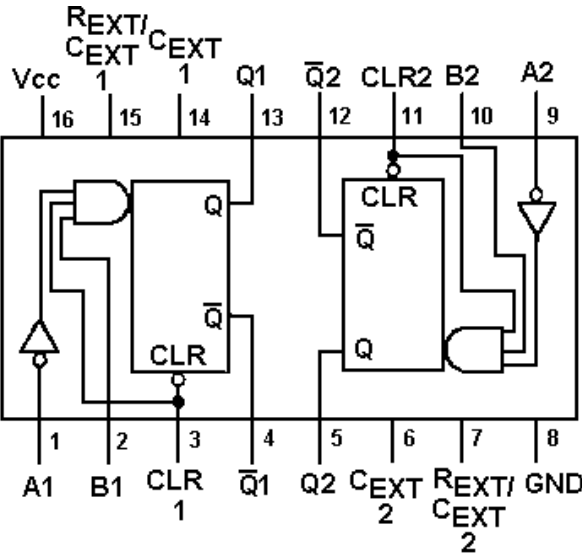 REXT/
CEXT
1
CEXT
1
Vcc
Q1
Q̅2
CLR2
B2
A2
16
15
14
13
12
11
10
9
Q
CLR
Q̅
Q̅
Q
CLR
1
2
3
4
5
6
7
8
A1
B1
CLR
1
Q̅1
Q2
CEXT
2
REXT/
CEXT
2
GND